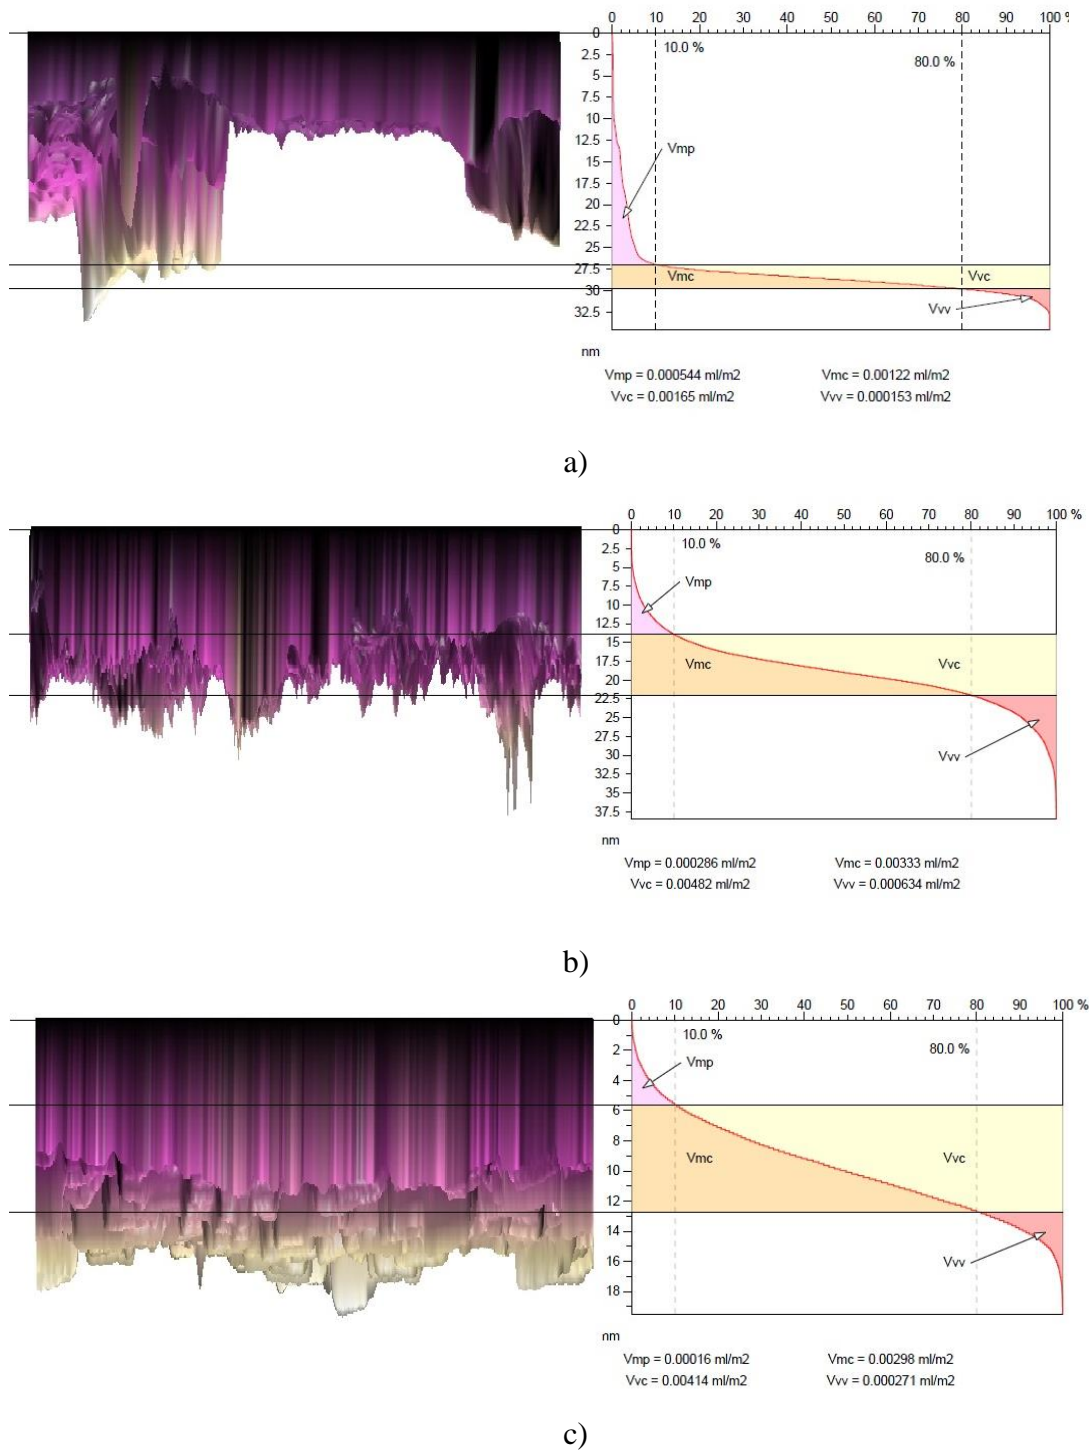 0 10 20 30 40 50 60 70 80 90 100 %
10.0 %
80.0 %
0
2.5
5
7.5
10
12.5
15
17.5
20
22.5
25
27.5
30
32.5
Vmp
Vmc
Vvc
Vvv
nm
Vmp = 0.000544 ml/m2 Vmc = 0.00122 ml/m2
Vvc = 0.00165 ml/m2 Vvv = 0.000153 ml/m2
a)
0 10 20 30 40 50 60 70 80 90 100 %
10.0 %
80.0 %
0
2.5
5
7.5
10
12.5
15
17.5
20
22.5
25
27.5
30
32.5
35
37.5
Vmp
Vmc
Vvc
Vvv
nm
Vmp = 0.000286 ml/m2 Vmc = 0.00333 ml/m2
Vvc = 0.00482 ml/m2 Vvv = 0.000634 ml/m2
b)
0 10 20 30 40 50 60 70 80 90 100 %
10.0 %
80.0 %
0
2
4
6
8
10
12
14
16
18
Vmp
Vmc
Vvc
Vvv
nm
Vmp = 0.00016 ml/m2 Vmc = 0.00298 ml/m2
Vvc = 0.00414 ml/m2 Vvv = 0.000271 ml/m2
c)